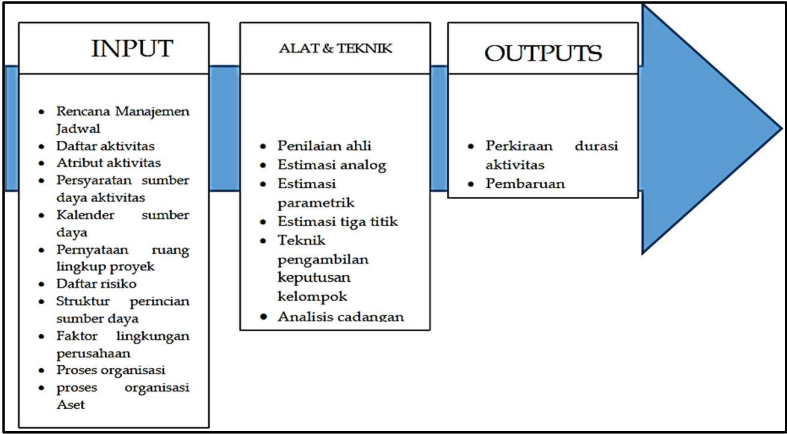 INPUT
• Rencana Manajemen
Jadwal
• Daftar aktivitas
• Atribut aktivitas
• Persyaratan sumber
daya aktivitas
• Kalender sumber
daya
• Pernyataan ruang
lingkup proyek
• Daftar risiko
• Struktur perincian
sumber daya
• Faktor lingkungan
perusahaan
• Proses organisasi
• proses organisasi
Aset
ALAT & TEKNIK
• Penilaian ahli
• Estimasi analog
• Estimasi
parametrik
• Estimasi tiga titik
• Teknik
pengambilan
keputusan
kelompok
• Analisis cadangan
OUTPUTS
• Perkiraan durasi
aktivitas
• Pembaruan